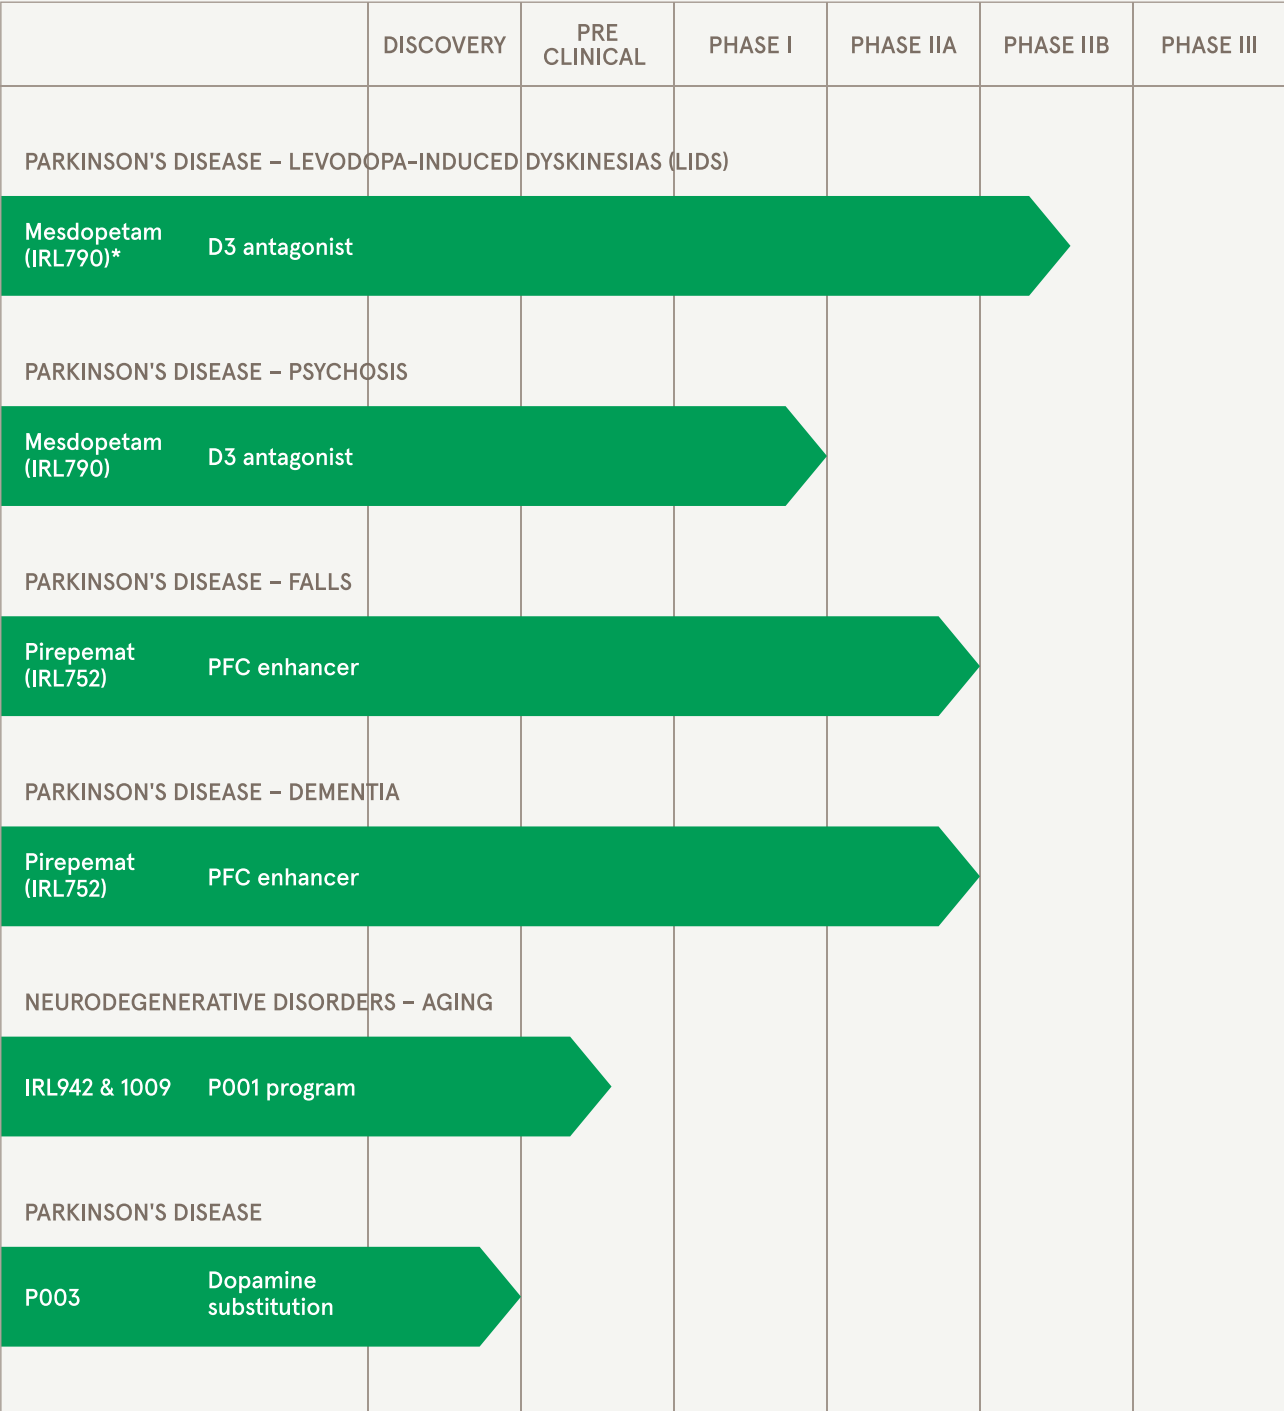 DISCOVERY
PRE
CLINICAL
PHASE I
PHASE IIA
PHASE IIB
PHASE III
PARKINSON'S DISEASE – LEVODOPA-INDUCED DYSKINESIAS (LIDS)
Mesdopetam
(IRL790)*
D3 antagonist
PARKINSON'S DISEASE – PSYCHOSIS
Mesdopetam
(IRL790)
D3 antagonist
PARKINSON'S DISEASE – FALLS
Pirepemat
(IRL752)
PFC enhancer
PARKINSON'S DISEASE – DEMENTIA
Pirepemat
(IRL752)
PFC enhancer
NEURODEGENERATIVE DISORDERS – AGING
IRL942 & 1009
P001 program
PARKINSON'S DISEASE
P003
Dopamine
substitution